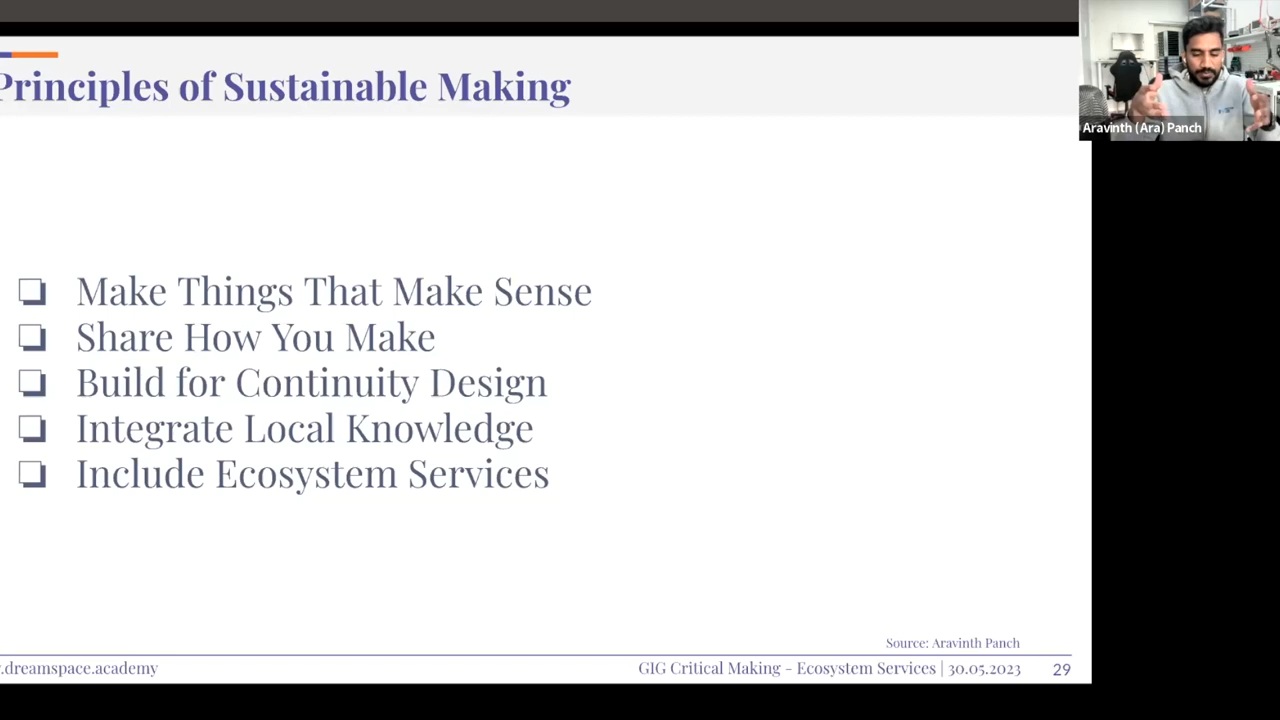 Principles of Sustainable Making
Aravinth (Ara) Panch
Make Things That Make Sense
Share How You Make
Build for Continuity Design
Integrate Local Knowledge
Include Ecosystem Services
Source: Aravinth Panch
.dreamspace.academy
GIG Critical Making - Ecosystem Services | 30.05.2023 29